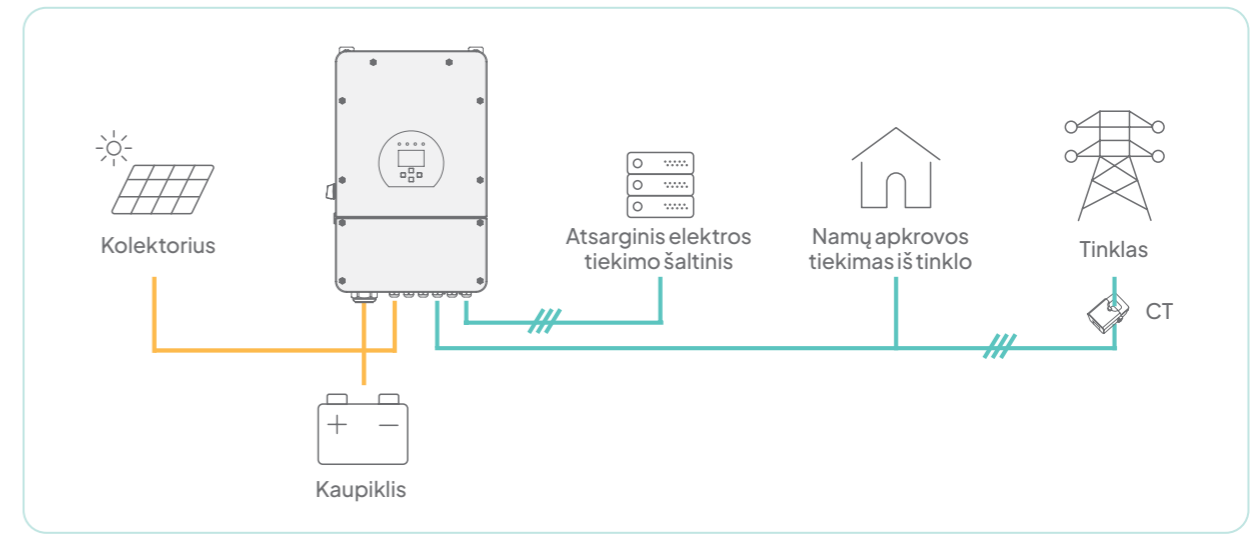 Kolektorius
Atsarginis elektros
tiekimo šaltinis
Namų apkrovos
tiekimas iš tinklo
Tinklas
CT
Kaupiklis